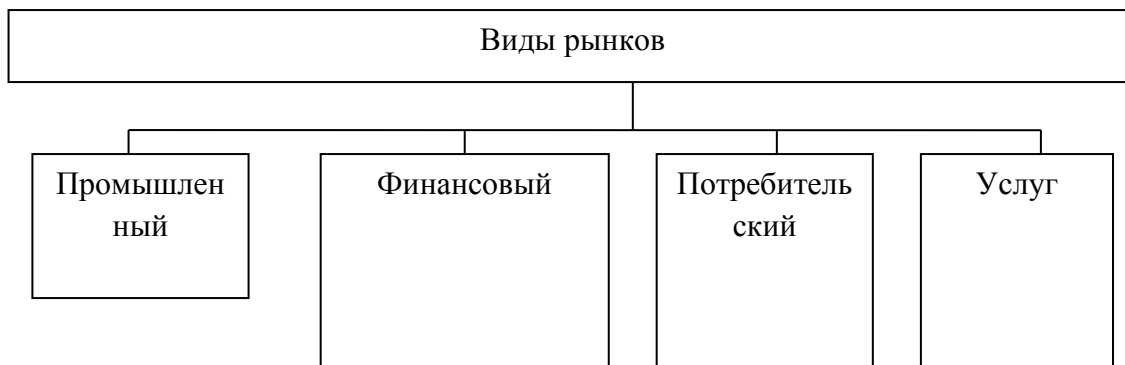 Виды рынков
Промышлен
ный
Финансовый
Потребитель
ский
Услуг